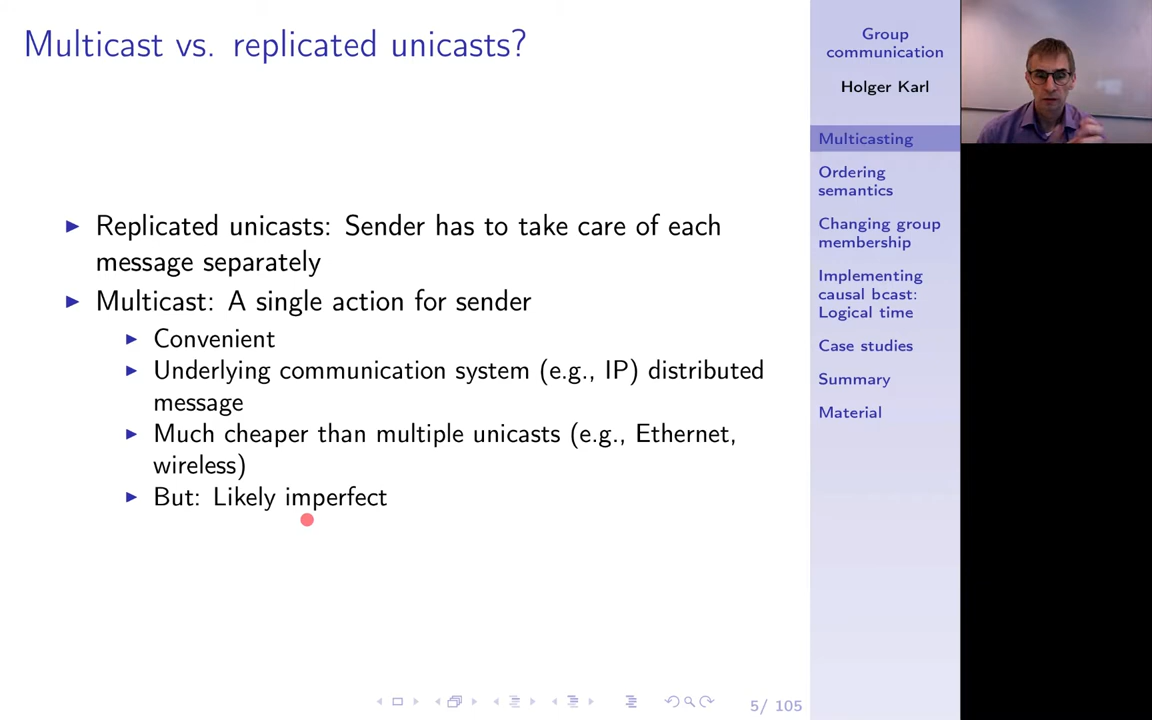 Multicast vs. replicated unicasts?
Replicated unicasts: Sender has to take care of each
message separately
Multicast: A single action for sender
Convenient
Underlying communication system (e.g., IP) distributed
message
Much cheaper than multiple unicasts (e.g., Ethernet,
wireless)
But: Likely imperfect
Group
communication
Holger Karl
Multicasting
Ordering
semantics
Changing group
membership
Implementing
causal bcast:
Logical time
Case studies
Summary
Material
5/ 105